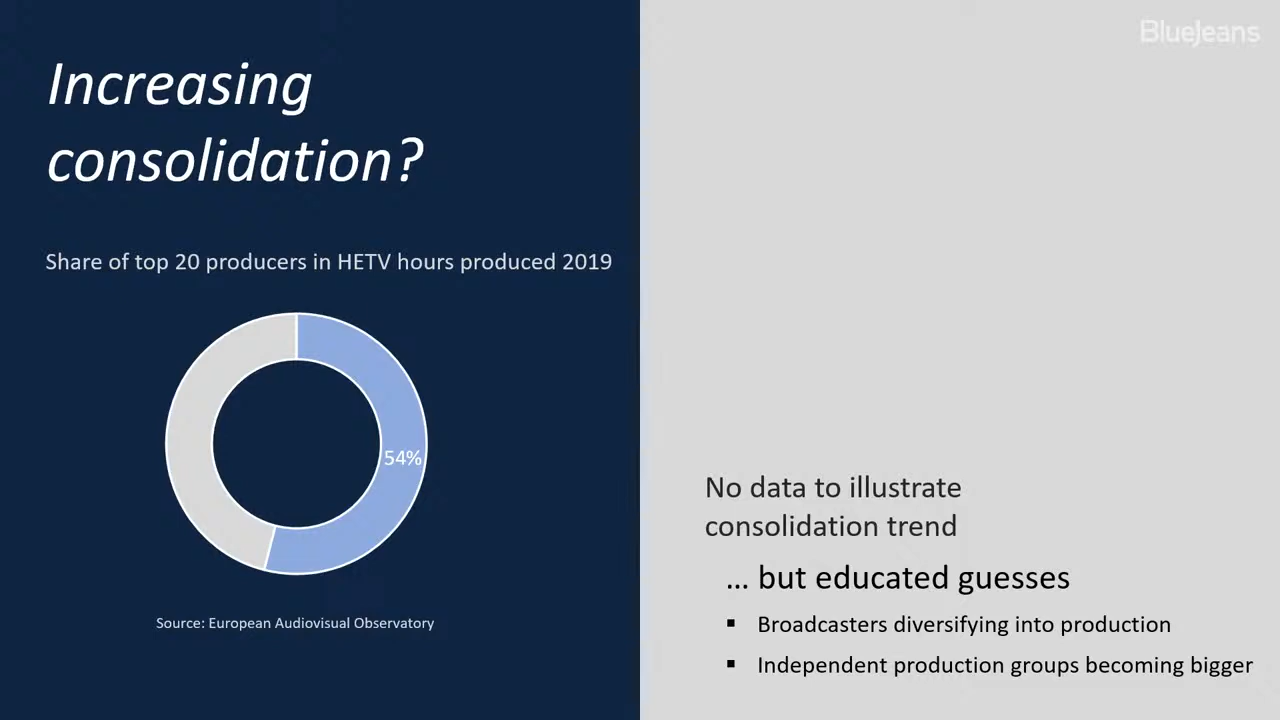 Increasing
consolidation?
Share of top 20 producers in HETV hours produced 2019
54%
Source: European Audiovisual Observatory
BlueJeans
No data to illustrate
consolidation trend
... but educated guesses
▪ Broadcasters diversifying into production
▪ Independent production groups becoming bigger